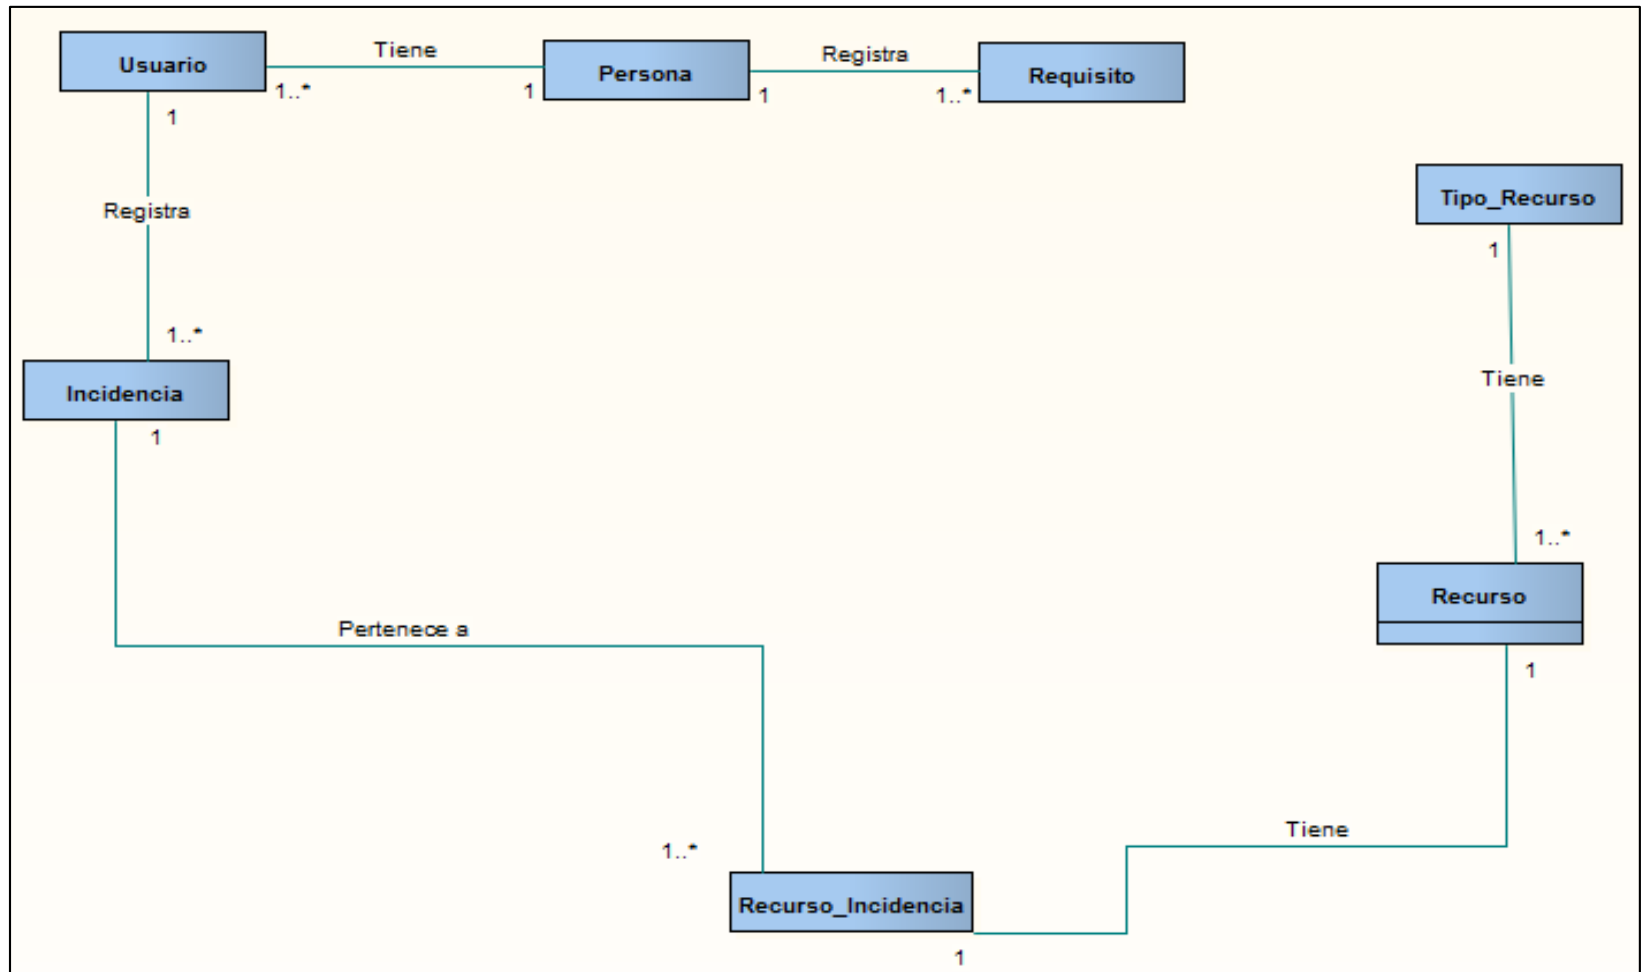 Usuario
Tiene
1..*
1
Persona
Registra
1
1..*
Requisito
1
Registra
1..*
Incidencia
1
Tipo_Recurso
1
Tiene
1..*
Recurso
1
Pertenece a
1..*
Recurso_Incidencia
1
Tiene